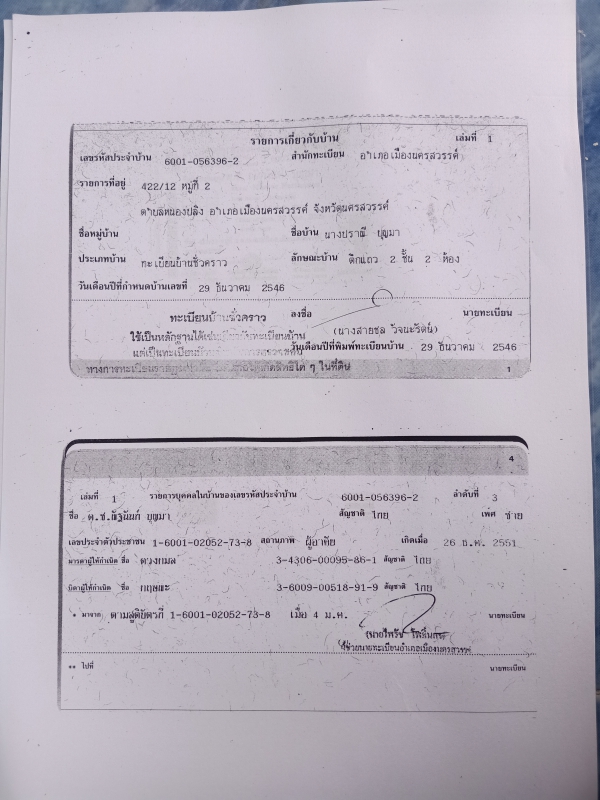 รายการเกี่ยวกับบ้าน เล่มที่ 1
เลขรหัสประจำบ้าน 6001-056396-2 สำนักทะเบียน อำเภอเมืองนครสวรรค์
รายการที่อยู่ 422/12 หมู่ที่ 2
ตำบลหนองปลิง อำเภอเมืองนครสวรรค์ จังหวัดนครสวรรค์
ชื่อหมู่บ้าน ชื่อบ้าน นางปราณี บุญมา
ประเภทบ้าน ทะเบียนบ้านชั่วคราว ลักษณะบ้าน ตึกแถว 2 ชั้น 2 ห้อง
วันเดือนปีที่กำหนดบ้านเลขที่ 29 ธันวาคม 2546
ทะเบียนบ้านชั่วคราว ลงชื่อ นายทะเบียน
ใช้เป็นหลักฐานได้เช่นเดียวกับทะเบียนบ้าน (นางสายชล วัจนะรัตน์)
แต่เป็นทะเบียน วันเดือนปีที่พิมพ์ทะเบียนบ้าน 29 ธันวาคม 2546
ทางการทะเบียนราษฎร ใด ๆ ในที่ดิน 1
4
เล่มที่ 1 รายการบุคคลในบ้านของเลขรหัสประจำบ้าน 6001-056396-2 ลำดับที่ 3
ชื่อ ด.ช. บุญมา สัญชาติ ไทย เพศ ชาย
เลขประจำตัวประชาชน 1-6001-02052-73-8 สถานภาพ ผู้อาศัย เกิดเมื่อ 26 ธ.ค. 2551
มารดาผู้ให้กำเนิด ชื่อ ดวงกมล 3-4306-00095-86-1 สัญชาติ ไทย
บิดาผู้ให้กำเนิด ชื่อ กฤษณะ 3-6009-00518-91-9 สัญชาติ ไทย
* มาจาก ตามสูติบัตรที่ 1-6001-02052-73-8 เมื่อ 4 ม.ค. นายทะเบียน
ผู้ช่วยนายทะเบียนอำเภอเมืองนครสวรรค์
** ไปที่ นายทะเบียน